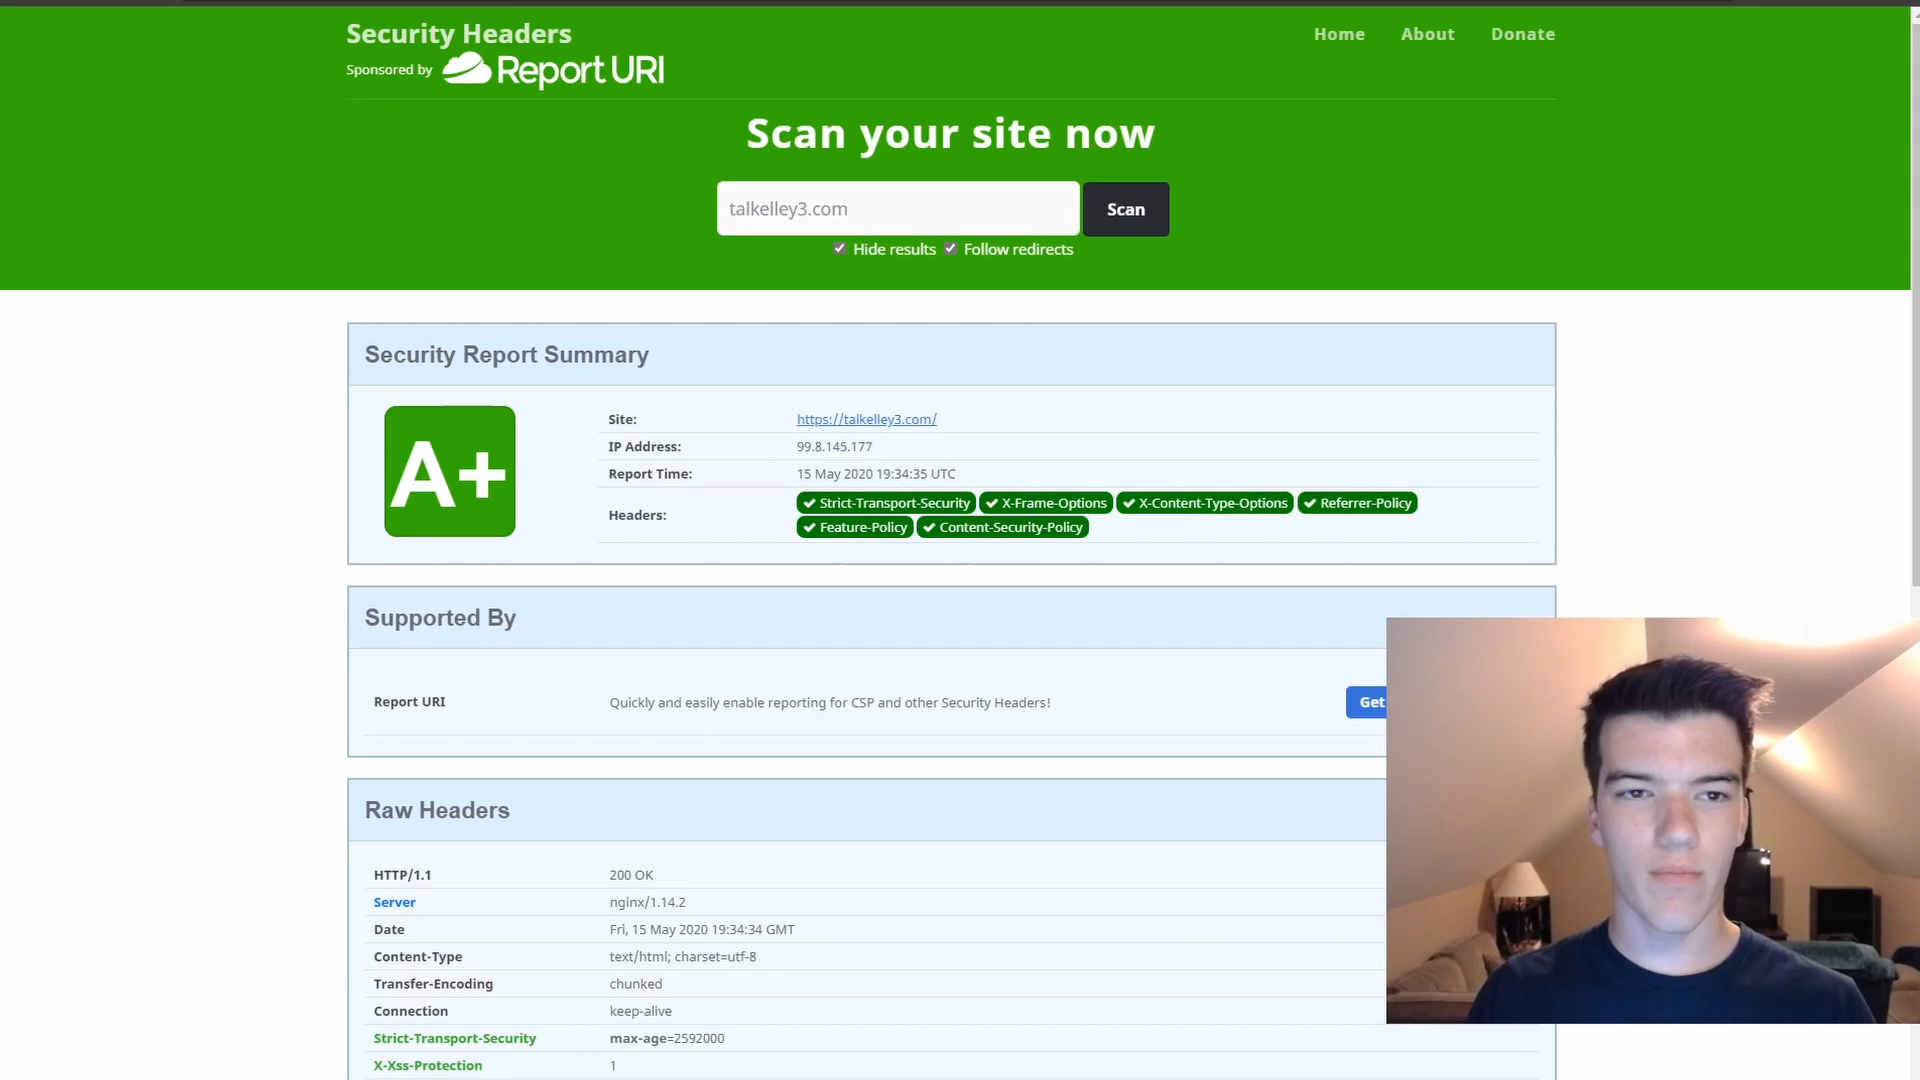 Security Headers
Home About Donate
Sponsored by Report URI
Scan your site now
talkelley3.com Scan
Hide results Follow redirects
Security Report Summary
A+
Site: https://talkelley3.com/
IP Address: 99.8.145.177
Report Time: 15 May 2020 19:34:35 UTC
Headers: Strict-Transport-Security X-Frame-Options X-Content-Type-Options Referrer-Policy
Feature-Policy Content-Security-Policy
Supported By
Report URI Quickly and easily enable reporting for CSP and other Security Headers! Get
Raw Headers
HTTP/1.1 200 OK
Server nginx/1.14.2
Date Fri, 15 May 2020 19:34:34 GMT
Content-Type text/html; charset=utf-8
Transfer-Encoding chunked
Connection keep-alive
Strict-Transport-Security max-age=2592000
X-Xss-Protection 1